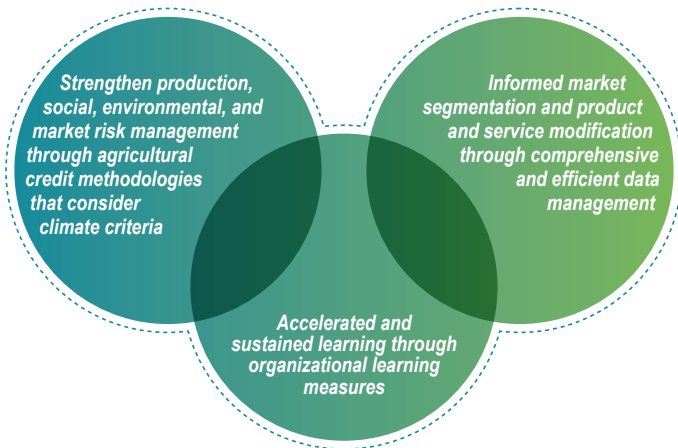 Strengthen production,
social, environmental, and
market risk management
through agricultural
credit methodologies
that consider
climate criteria
Informed market
segmentation and product
and service modification
through comprehensive
and efficient data
management
Accelerated and
sustained learning through
organizational learning
measures